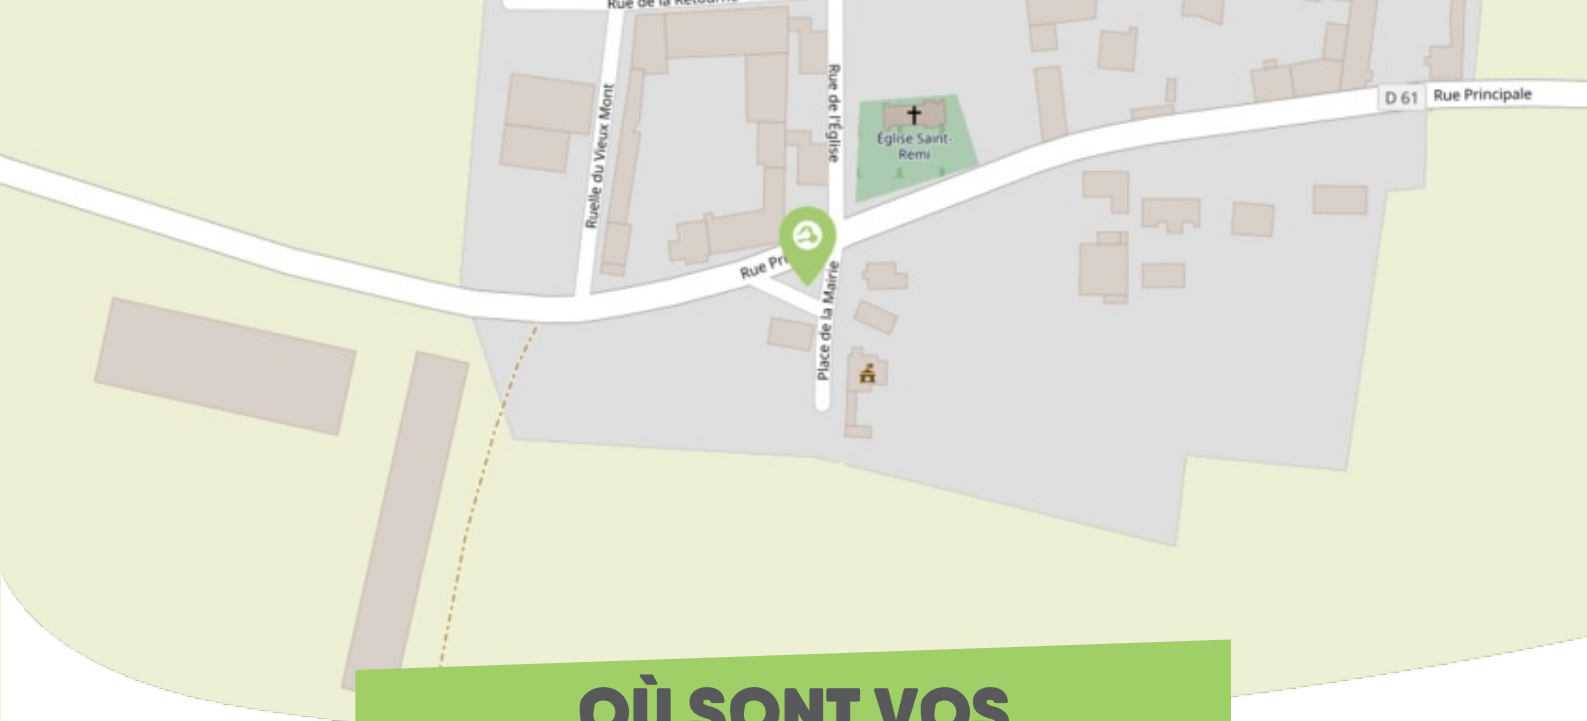 Rue de la Retourne
Rue de l'Église
Ruelle du Vieux Mont
D 61
Rue Principale
Église Saint-
Remi
Rue Pri
Place de la Mairie
OÙ SONT VOS